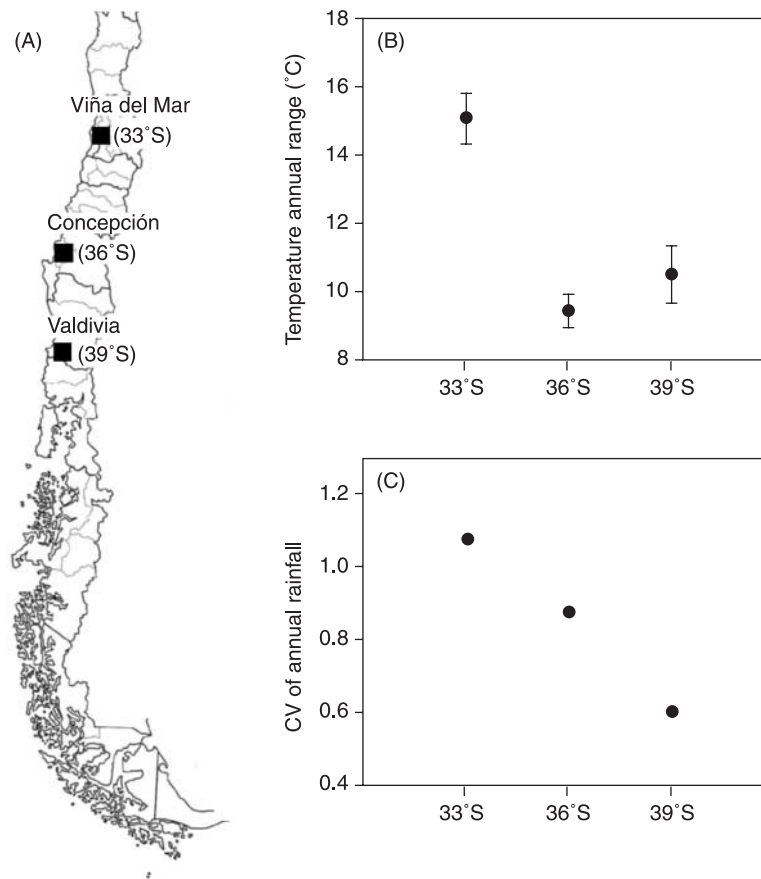 (A)
Viña del Mar
(33˚S)
Concepción
(36˚S)
Valdivia
(39˚S)
(B)
Temperature annual range (˚C)
18
16
14
12
10
8
33˚S 36˚S 39˚S
(C)
CV of annual rainfall
1.2
1.0
0.8
0.6
0.4
33˚S 36˚S 39˚S